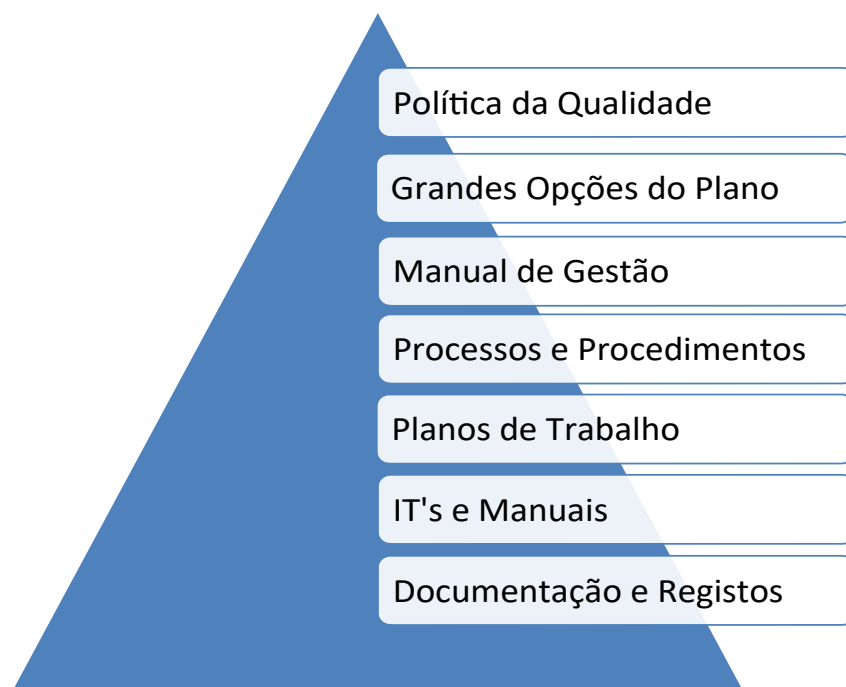 Política da Qualidade
Grandes Opções do Plano
Manual de Gestão
Processos e Procedimentos
Planos de Trabalho
IT's e Manuais
Documentação e Registos